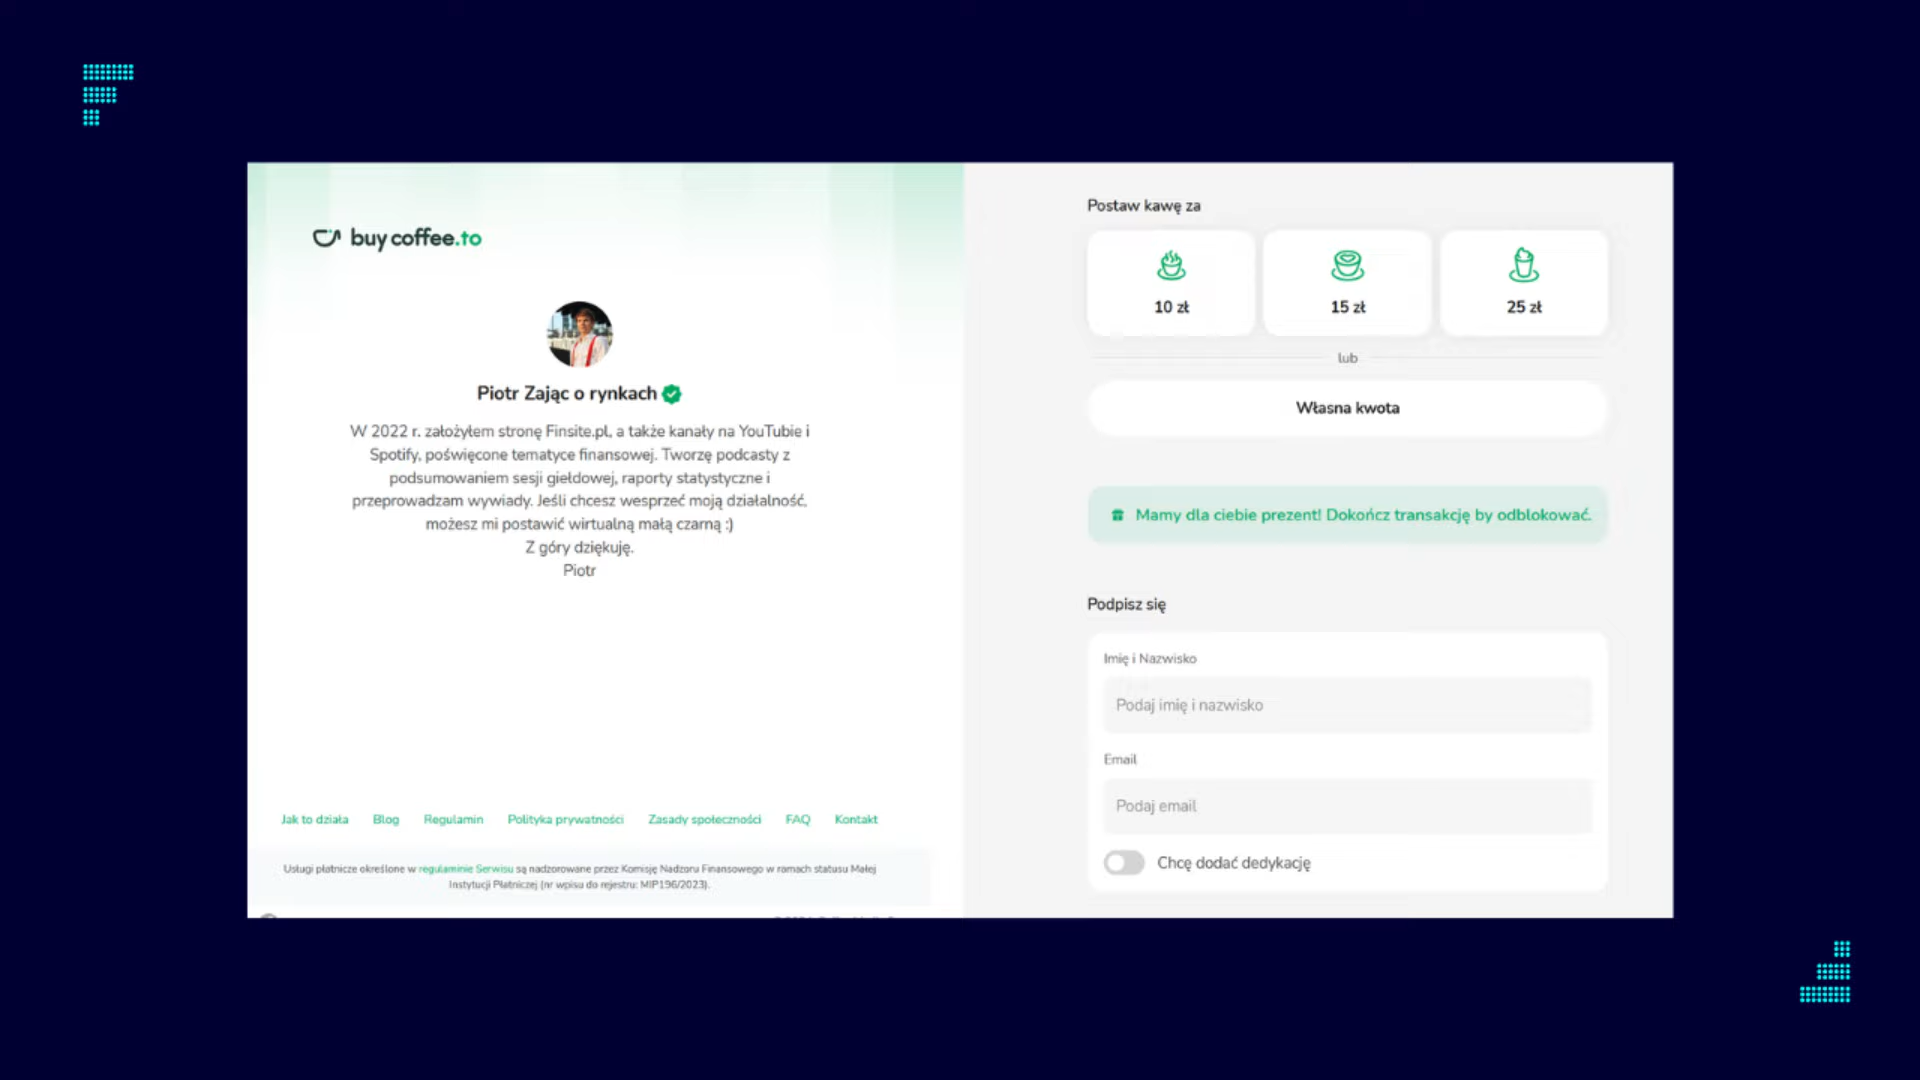 buycoffee.to
Piotr Zając o rynkach
W 2022 r. założyłem stronę Finsite.pl, a także kanały na YouTubie i
Spotify, poświęcone tematyce finansowej. Tworzę podcasty z
podsumowaniem sesji giełdowej, raporty statystyczne i
przeprowadzam wywiady. Jeśli chcesz wesprzeć moją działalność,
możesz mi postawić wirtualną małą czarną :)
Z góry dziękuję.
Piotr
Jak to działa Blog Regulamin Polityka prywatności Zasady społeczności FAQ Kontakt
Usługi płatnicze określone w regulaminie Serwisu są nadzorowane przez Komisję Nadzoru Finansowego w ramach statusu Małej
Instytucji Płatniczej (nr wpisu do rejestru: MIP196/2023).
Postaw kawę za
10 zł 15 zł 25 zł
lub
Własna kwota
Mamy dla ciebie prezent! Dokończ transakcję by odblokować.
Podpisz się
Imię i Nazwisko
Podaj imię i nazwisko
Email
Podaj email
Chcę dodać dedykację